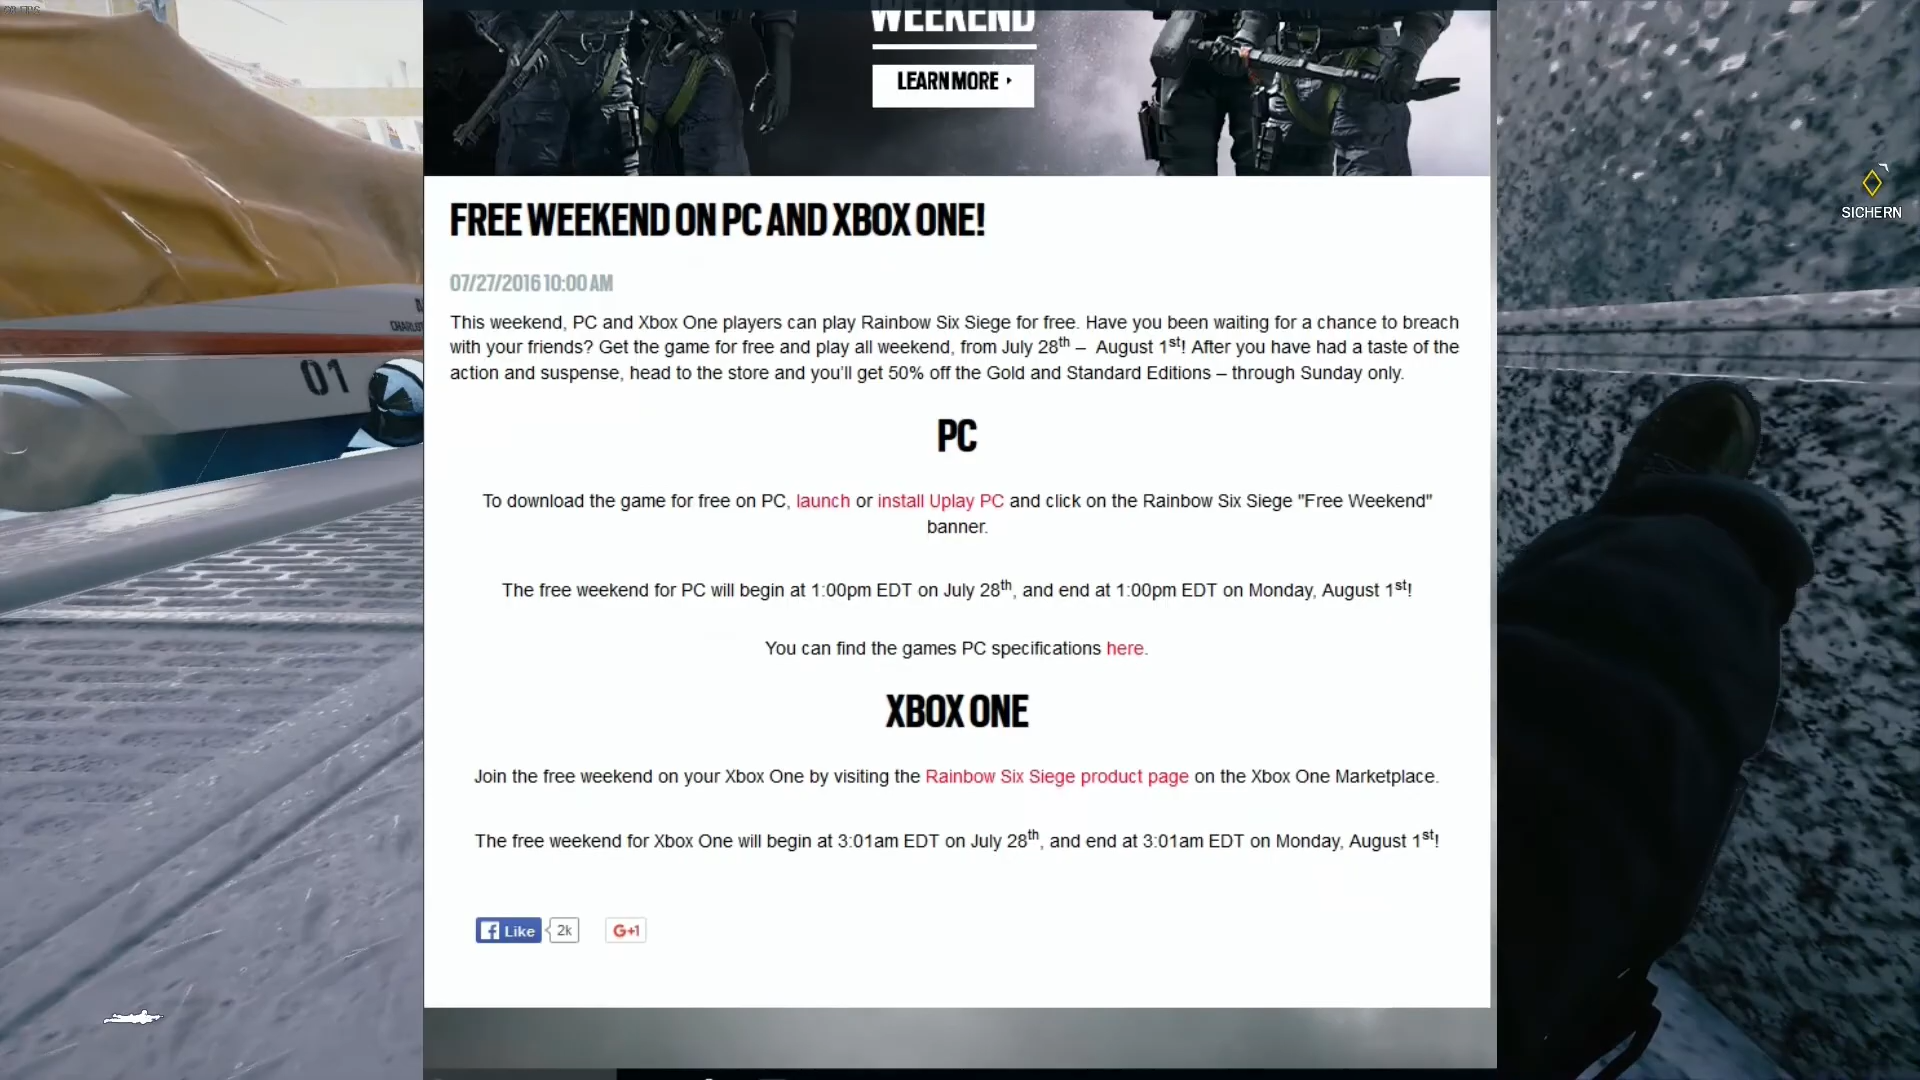 WEEKEND
LEARN MORE
FREE WEEKEND ON PC AND XBOX ONE!
07/27/2016 10:00 AM
This weekend, PC and Xbox One players can play Rainbow Six Siege for free. Have you been waiting for a chance to breach
with your friends? Get the game for free and play all weekend, from July 28th – August 1st! After you have had a taste of the
action and suspense, head to the store and you'll get 50% off the Gold and Standard Editions – through Sunday only.
PC
To download the game for free on PC, launch or install Uplay PC and click on the Rainbow Six Siege "Free Weekend"
banner.
The free weekend for PC will begin at 1:00pm EDT on July 28th, and end at 1:00pm EDT on Monday, August 1st!
You can find the games PC specifications here.
XBOX ONE
Join the free weekend on your Xbox One by visiting the Rainbow Six Siege product page on the Xbox One Marketplace.
The free weekend for Xbox One will begin at 3:01am EDT on July 28th, and end at 3:01am EDT on Monday, August 1st!
Like
2k
G+1
01
SICHERN